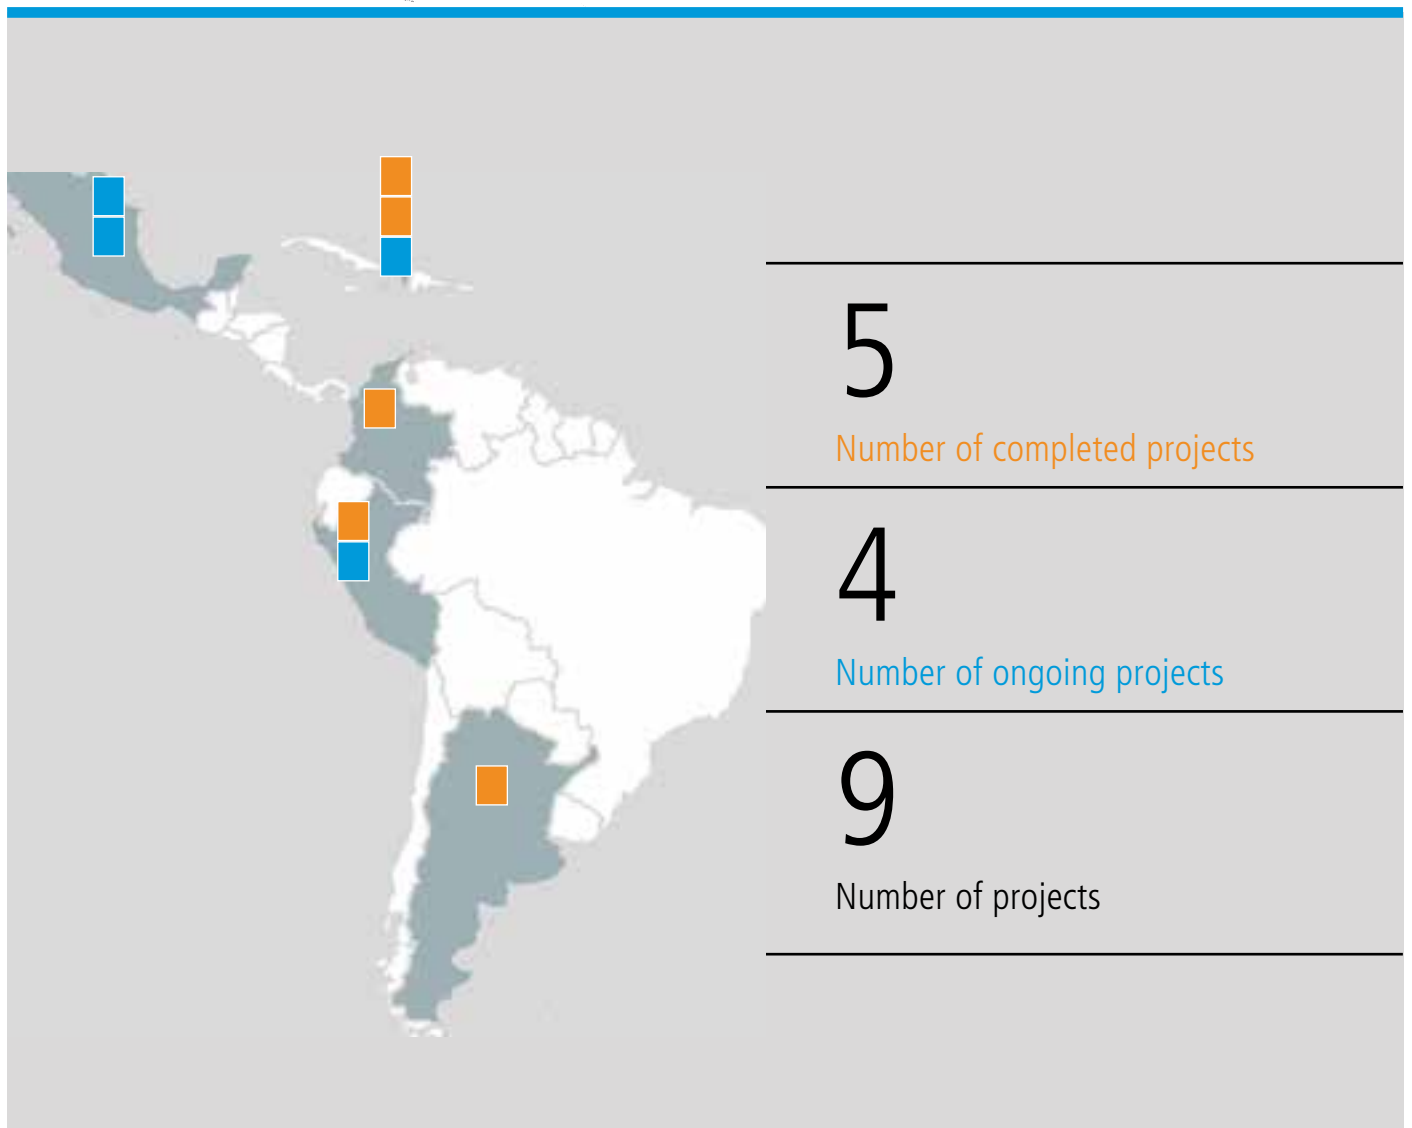 5
Number of completed projects
4
Number of ongoing projects
9
Number of projects